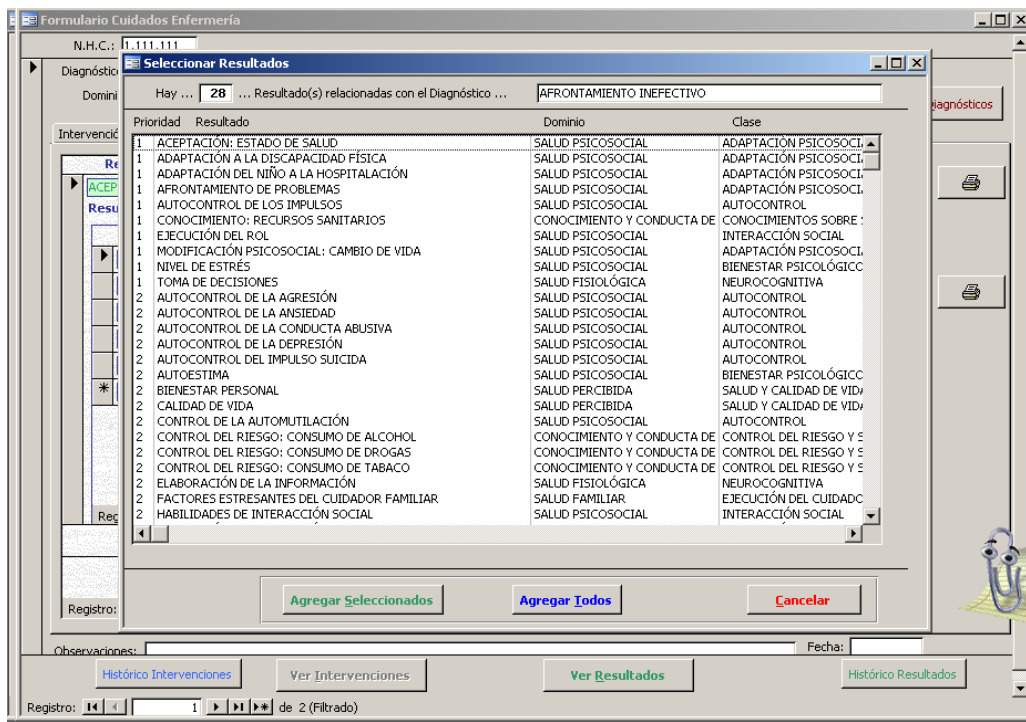 Formulario Cuidados Enfermería
N.H.C.: 1.111.111
Seleccionar Resultados
Diagnóstico
Domini
Hay ... 28 ... Resultado(s) relacionadas con el Diagnóstico ... AFRONTAMIENTO INEFECTIVO
iagnósticos
Intervenció
Prioridad Resultado Dominio Clase
1 ACEPTACIÓN: ESTADO DE SALUD SALUD PSICOSOCIAL ADAPTACIÓN PSICOSOCI
1 ADAPTACIÓN A LA DISCAPACIDAD FÍSICA SALUD PSICOSOCIAL ADAPTACIÓN PSICOSOCI
1 ADAPTACIÓN DEL NIÑO A LA HOSPITALACIÓN SALUD PSICOSOCIAL ADAPTACIÓN PSICOSOCI
1 AFRONTAMIENTO DE PROBLEMAS SALUD PSICOSOCIAL ADAPTACIÓN PSICOSOCI
1 AUTOCONTROL DE LOS IMPULSOS SALUD PSICOSOCIAL AUTOCONTROL
1 CONOCIMIENTO: RECURSOS SANITARIOS CONOCIMIENTO Y CONDUCTA DE CONOCIMIENTOS SOBRE
1 EJECUCIÓN DEL ROL SALUD PSICOSOCIAL INTERACCIÓN SOCIAL
1 MODIFICACIÓN PSICOSOCIAL: CAMBIO DE VIDA SALUD PSICOSOCIAL ADAPTACIÓN PSICOSOCI
1 NIVEL DE ESTRÉS SALUD PSICOSOCIAL BIENESTAR PSICOLÓGICO
1 TOMA DE DECISIONES SALUD FISIOLÓGICA NEUROCOGNITIVA
2 AUTOCONTROL DE LA AGRESIÓN SALUD PSICOSOCIAL AUTOCONTROL
2 AUTOCONTROL DE LA ANSIEDAD SALUD PSICOSOCIAL AUTOCONTROL
2 AUTOCONTROL DE LA CONDUCTA ABUSIVA SALUD PSICOSOCIAL AUTOCONTROL
2 AUTOCONTROL DE LA DEPRESIÓN SALUD PSICOSOCIAL AUTOCONTROL
2 AUTOCONTROL DEL IMPULSO SUICIDA SALUD PSICOSOCIAL AUTOCONTROL
2 AUTOESTIMA SALUD PSICOSOCIAL BIENESTAR PSICOLÓGICO
2 BIENESTAR PERSONAL SALUD PERCIBIDA SALUD Y CALIDAD DE VID
2 CALIDAD DE VIDA SALUD PERCIBIDA SALUD Y CALIDAD DE VID
2 CONTROL DE LA AUTOMUTILACIÓN SALUD PSICOSOCIAL AUTOCONTROL
2 CONTROL DEL RIESGO: CONSUMO DE ALCOHOL CONOCIMIENTO Y CONDUCTA DE CONTROL DEL RIESGO Y S
2 CONTROL DEL RIESGO: CONSUMO DE DROGAS CONOCIMIENTO Y CONDUCTA DE CONTROL DEL RIESGO Y S
2 CONTROL DEL RIESGO: CONSUMO DE TABACO CONOCIMIENTO Y CONDUCTA DE CONTROL DEL RIESGO Y S
2 ELABORACIÓN DE LA INFORMACIÓN SALUD FISIOLÓGICA NEUROCOGNITIVA
2 FACTORES ESTRESANTES DEL CUIDADOR FAMILIAR SALUD FAMILIAR EJECUCIÓN DEL CUIDADO
2 HABILIDADES DE INTERACCIÓN SOCIAL SALUD PSICOSOCIAL INTERACCIÓN SOCIAL
Re
ACEP
Resu
Reg
Agregar Seleccionados Agregar Todos Cancelar
Registro:
Observaciones: Fecha:
Histórico Intervenciones Ver Intervenciones Ver Resultados Histórico Resultados
Registro: 1 de 2 (Filtrado)